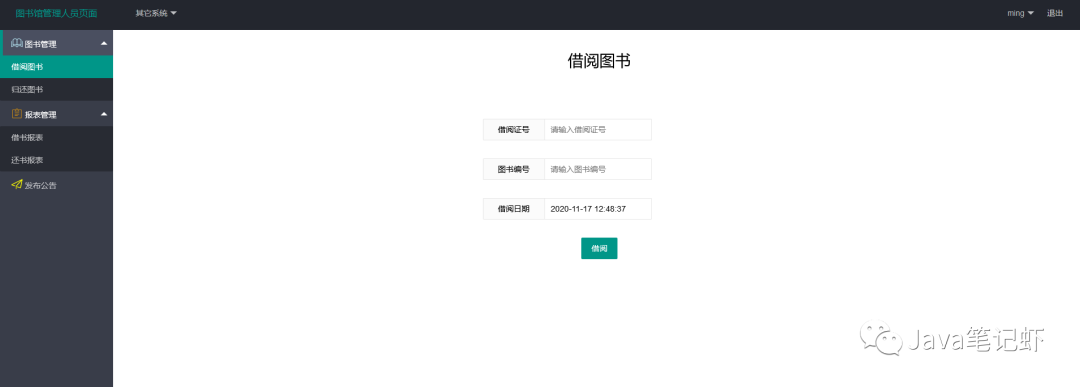 图书馆管理人员页面
其它系统
ming
退出
图书管理
借阅图书
归还图书
报表管理
借书报表
还书报表
发布公告
借阅图书
借阅证号
请输入借阅证号
图书编号
请输入图书编号
借阅日期
2020-11-17 12:48:37
借阅
Java笔记虾